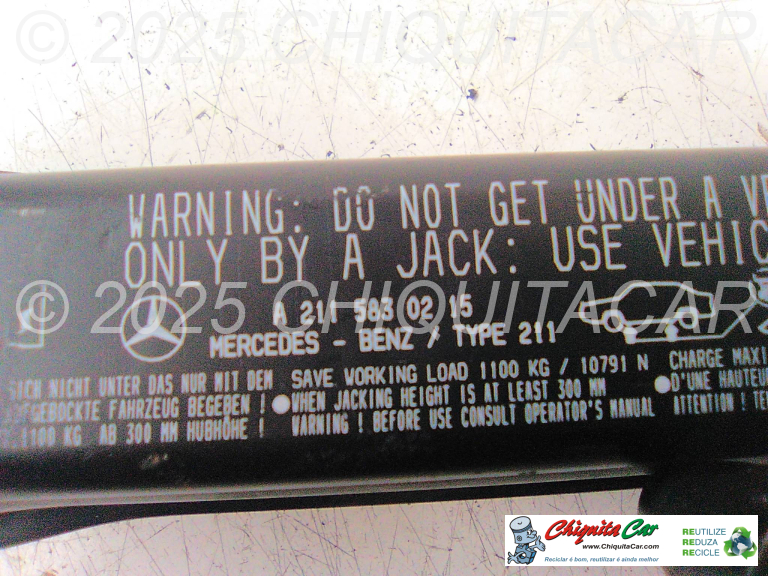 © 2025 CHIQUITACAR
WARNING: DO NOT GET UNDER A VE
ONLY BY A JACK: USE VEHIC
© 2025 CHIQUITACAR
A 211 583 02 15
MERCEDES - BENZ / TYPE 211
SICH NICHT UNTER DAS NUR MIT DEM
FGEBOCKTE FAHRZEUG BEGEBEN !
1100 KG AB 300 MM HUBHÖHE !
SAVE WORKING LOAD 1100 KG / 10791 N
WHEN JACKING HEIGHT IS AT LEAST 300 MM
WARNING ! BEFORE USE CONSULT OPERATOR'S MANUAL
CHARGE MAXI
D'UNE HAUTEUR
ATTENTION ! TE
Chiquita Car
www.ChiquitaCar.com
Reciclar é bom, reutilizar é ainda melhor
REUTILIZE
REDUZA
RECICLE